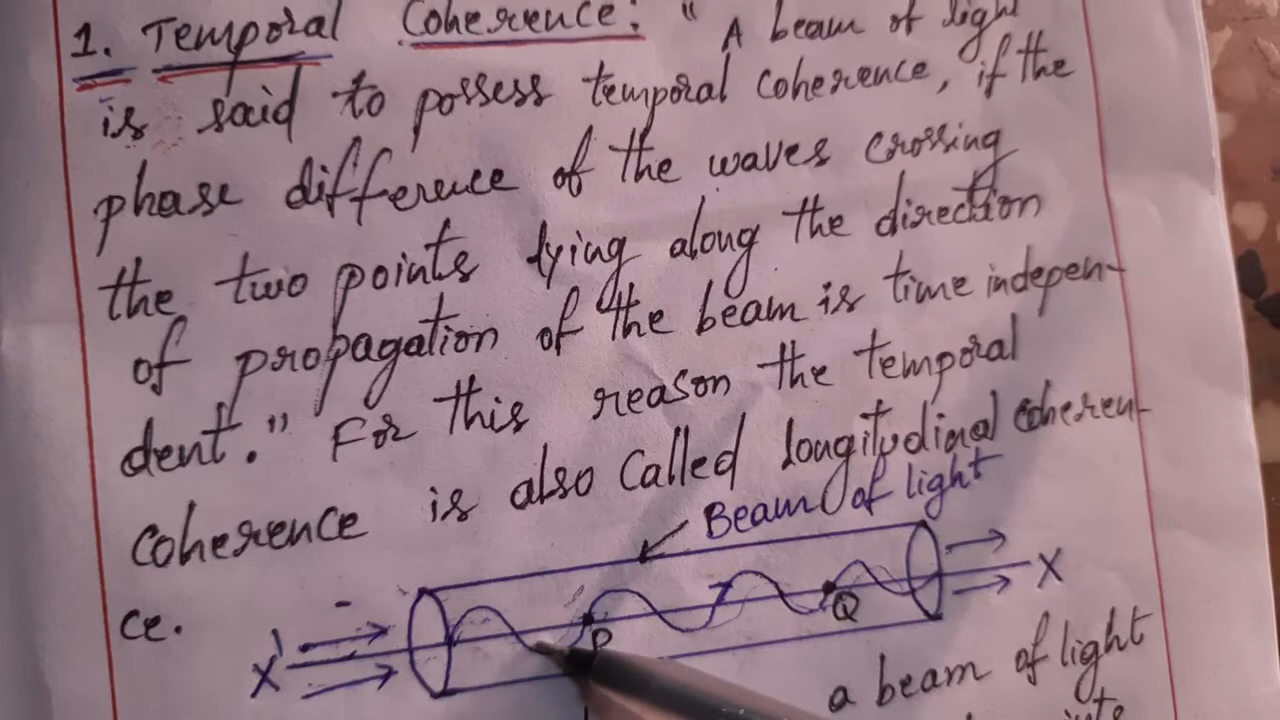 1. Temporal Coherence: " A beam of light
is said to possess temporal coherence, if the
phase difference of the waves crossing
the two points lying along the direction
of propagation of the beam is time indepen-
dent." For this reason the temporal
coherence is also called longitudinal coheren-
ce.
Beam of light
X' P Q X
a beam of light